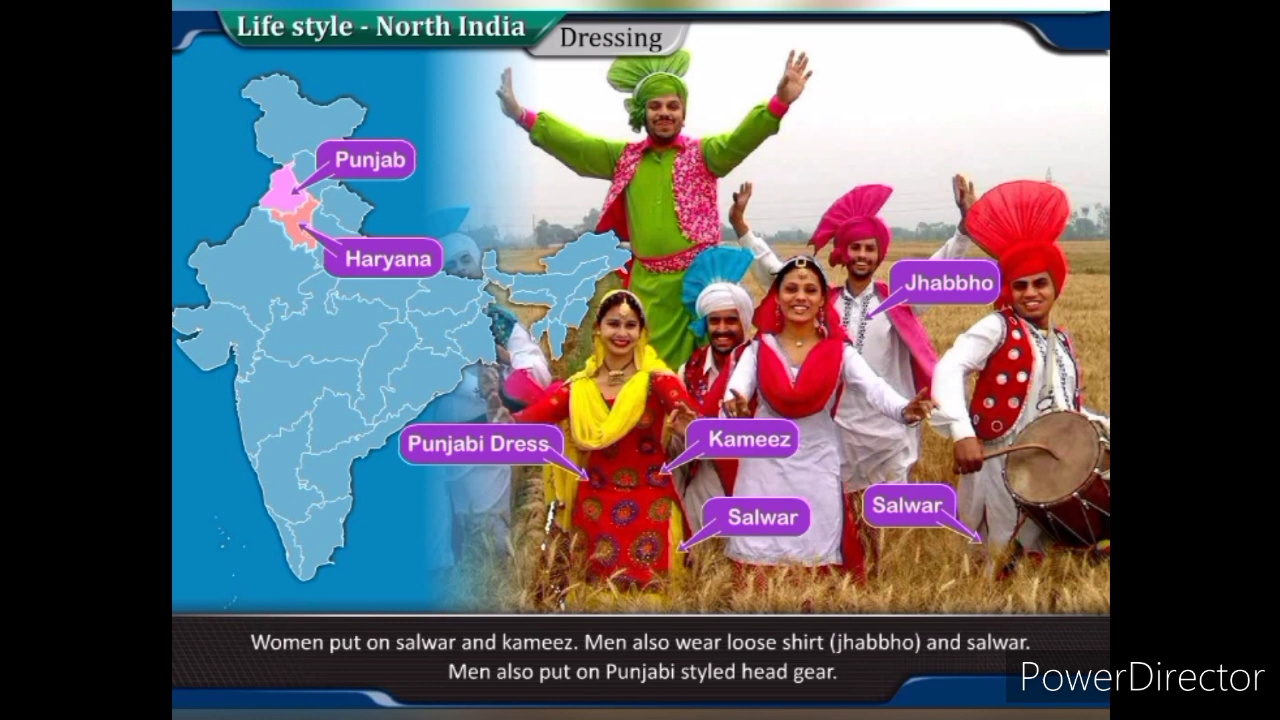 Life style - North India
Dressing
Punjab
Haryana
Jhabbho
Punjabi Dress
Kameez
Salwar
Salwar
Women put on salwar and kameez. Men also wear loose shirt (jhabbho) and salwar.
Men also put on Punjabi styled head gear.
PowerDirector